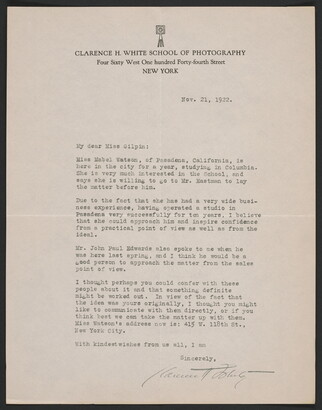 CLARENCE H. WHITE SCHOOL OF PHOTOGRAPHY
Four Sixty West One hundred Forty-fourth Street
NEW YORK
Nov. 21, 1922.
My dear Miss Gilpin:
Miss Mabel Watson, of Pasadena, California, is
here in the city for a year, studying in Columbia.
She is very much interested in the School, and
says she is willing to go to Mr. Eastman to lay
the matter before him.
Due to the fact that she has had a very wide busi-
ness experience, having operated a studio in
Pasadena very successfully for ten years, I believe
that she could approach him and inspire confidence
from a practical point of view as well as from the
ideal.
Mr. John Paul Edwards also spoke to me when he
was here last spring, and I think he would be a
good person to approach the matter from the sales
point of view.
I thought perhaps you could confer with these
people about it and that something definite
might be worked out. In view of the fact that
the idea was yours originally, I thought you might
like to communicate with them directly, or if you
think best we can take the matter up with them.
Miss Watson's address now is: 415 W. 118th St.,
New York City.
With kindest wishes from us all, I am
Sincerely,
Clarence H White